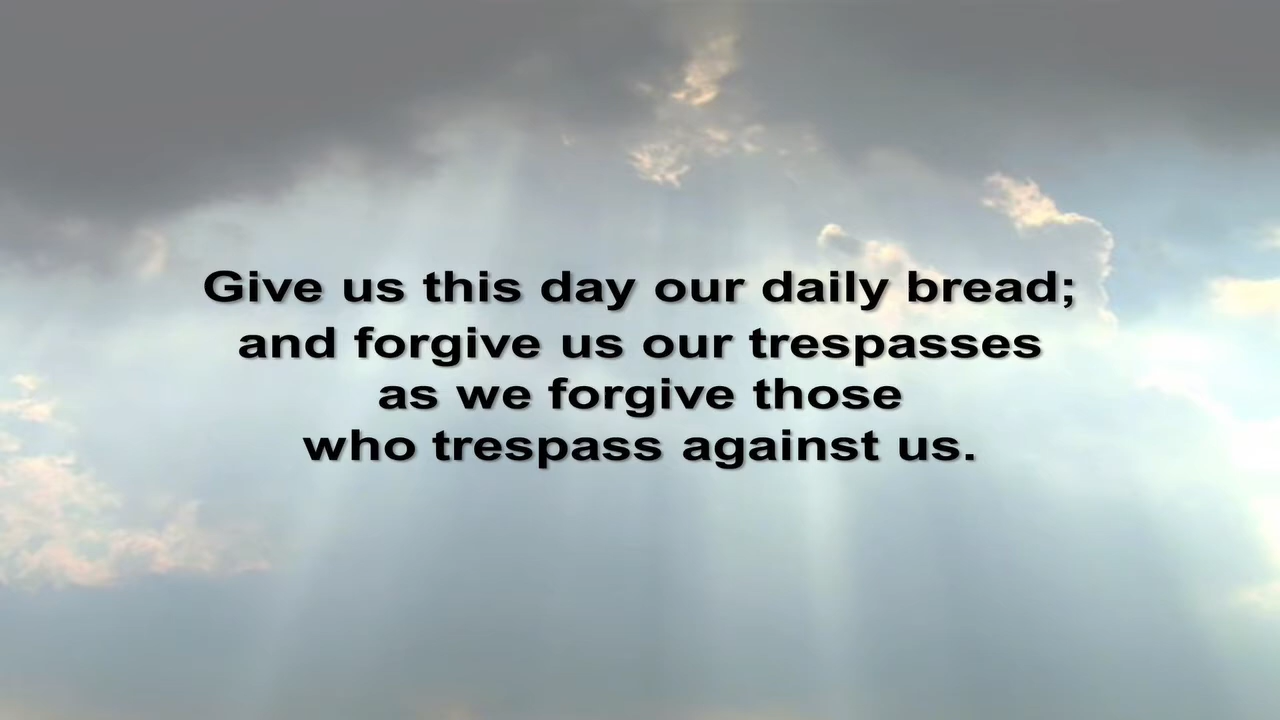 Give us this day our daily bread;
and forgive us our trespasses
as we forgive those
who trespass against us.